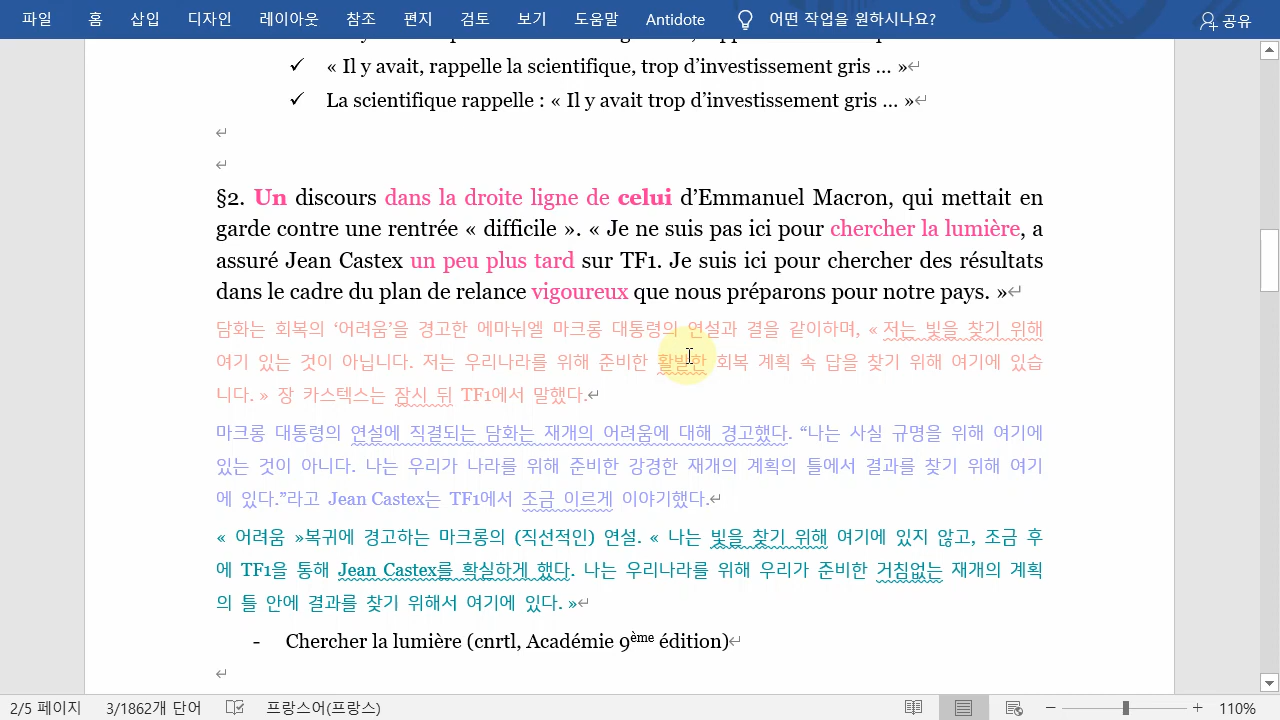 파일 홈 삽입 디자인 레이아웃 참조 편지 검토 보기 도움말 Antidote 어떤 작업을 원하시나요? 공유
✓ « Il y avait, rappelle la scientifique, trop d’investissement gris … »↵
✓ La scientifique rappelle : « Il y avait trop d’investissement gris … »↵
↵
↵
§2. Un discours dans la droite ligne de celui d’Emmanuel Macron, qui mettait en
garde contre une rentrée « difficile ». « Je ne suis pas ici pour chercher la lumière, a
assuré Jean Castex un peu plus tard sur TF1. Je suis ici pour chercher des résultats
dans le cadre du plan de relance vigoureux que nous préparons pour notre pays. »↵
담화는 회복의 ‘어려움’을 경고한 에마뉘엘 마크롱 대통령의 연설과 결을 같이하며, « 저는 빛을 찾기 위해
여기 있는 것이 아닙니다. 저는 우리나라를 위해 준비한 활발한 회복 계획 속 답을 찾기 위해 여기에 있습
니다. » 장 카스텍스는 잠시 뒤 TF1에서 말했다.↵
마크롱 대통령의 연설에 직결되는 담화는 재개의 어려움에 대해 경고했다. “나는 사실 규명을 위해 여기에
있는 것이 아니다. 나는 우리가 나라를 위해 준비한 강경한 재개의 계획의 틀에서 결과를 찾기 위해 여기
에 있다.”라고 Jean Castex는 TF1에서 조금 이르게 이야기했다.↵
« 어려움 »복귀에 경고하는 마크롱의 (직선적인) 연설. « 나는 빛을 찾기 위해 여기에 있지 않고, 조금 후
에 TF1을 통해 Jean Castex를 확실하게 했다. 나는 우리나라를 위해 우리가 준비한 거침없는 재개의 계획
의 틀 안에 결과를 찾기 위해서 여기에 있다. »↵
- Chercher la lumière (cnrtl, Académie 9ème édition)↵
↵
2/5 페이지 3/1862개 단어 프랑스어(프랑스) 110%